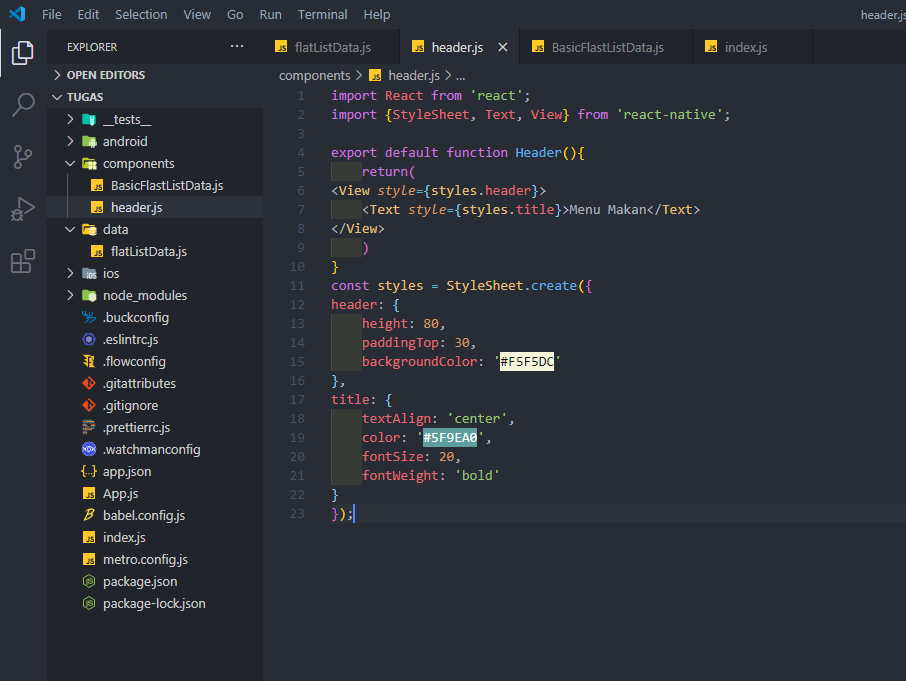 File Edit Selection View Go Run Terminal Help header.js
EXPLORER ...
flatListData.js header.js BasicFlastListData.js index.js
OPEN EDITORS
TUGAS
__tests__
android
components
BasicFlastListData.js
header.js
data
flatListData.js
ios
node_modules
.buckconfig
.eslintrc.js
.flowconfig
.gitattributes
.gitignore
.prettierrc.js
.watchmanconfig
app.json
App.js
babel.config.js
index.js
metro.config.js
package.json
package-lock.json
components > header.js > ...
1 import React from 'react';
2 import {StyleSheet, Text, View} from 'react-native';
3
4 export default function Header(){
5 return(
6 <View style={styles.header}>
7 <Text style={styles.title}>Menu Makan</Text>
8 </View>
9 )
10 }
11 const styles = StyleSheet.create({
12 header: {
13 height: 80,
14 paddingTop: 30,
15 backgroundColor: '#F5F5DC'
16 },
17 title: {
18 textAlign: 'center',
19 color: '#5F9EA0',
20 fontSize: 20,
21 fontWeight: 'bold'
22 }
23 });